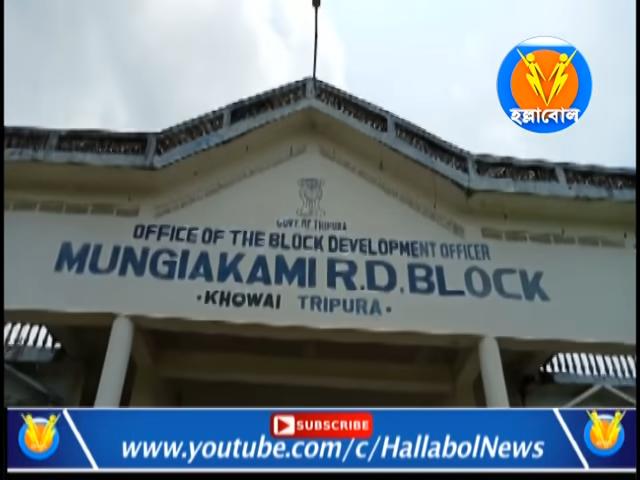 হল্লাবোল
GOVT. OF TRIPURA
OFFICE OF THE BLOCK DEVELOPMENT OFFICER
MUNGIAKAMI R.D. BLOCK
·KHOWAI TRIPURA·
SUBSCRIBE
www.youtube.com/c/HallabolNews